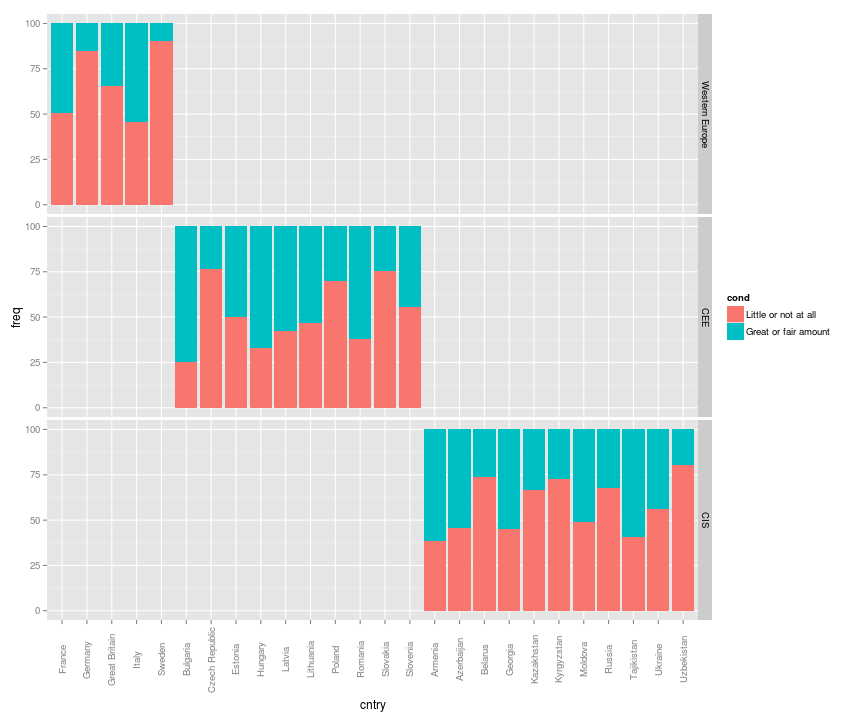 100
75
50
25
0
Western Europe
100
75
50
25
0
CEE
100
75
50
25
0
CIS
freq
France
Germany
Great Britain
Italy
Sweden
Bulgaria
Czech Republic
Estonia
Hungary
Latvia
Lithuania
Poland
Romania
Slovakia
Slovenia
Armenia
Azerbaijan
Belarus
Georgia
Kazakhstan
Kyrgyzstan
Moldova
Russia
Tajikistan
Ukraine
Uzbekistan
cntry
cond
Little or not at all
Great or fair amount